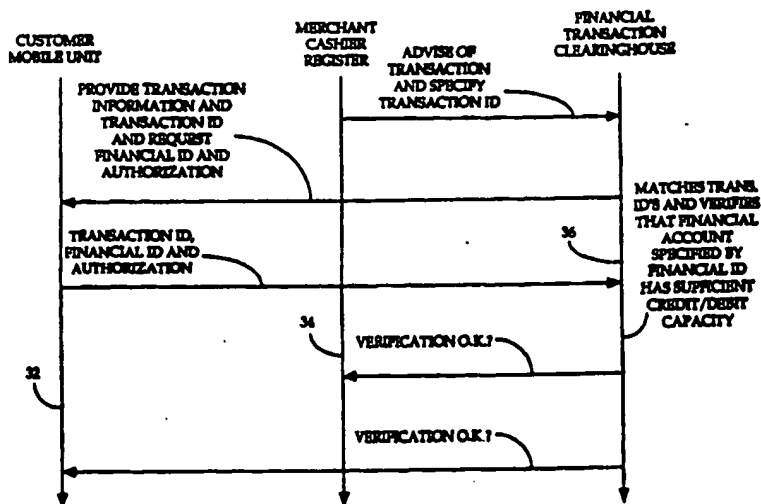 CUSTOMER
MOBILE UNIT
MERCHANT
CASHIER
REGISTER
FINANCIAL
TRANSACTION
CLEARINGHOUSE
ADVISE OF
TRANSACTION
AND SPECIFY
TRANSACTION ID
PROVIDE TRANSACTION
INFORMATION AND
TRANSACTION ID
AND REQUEST
FINANCIAL ID AND
AUTHORIZATION
MATCHES TRANS.
ID'S AND VERIFIES
THAT FINANCIAL
ACCOUNT
SPECIFIED BY
FINANCIAL ID
HAS SUFFICIENT
CREDIT/DEBIT
CAPACITY
36
TRANSACTION ID,
FINANCIAL ID AND
AUTHORIZATION
34
VERIFICATION O.K.?
32
VERIFICATION O.K.?